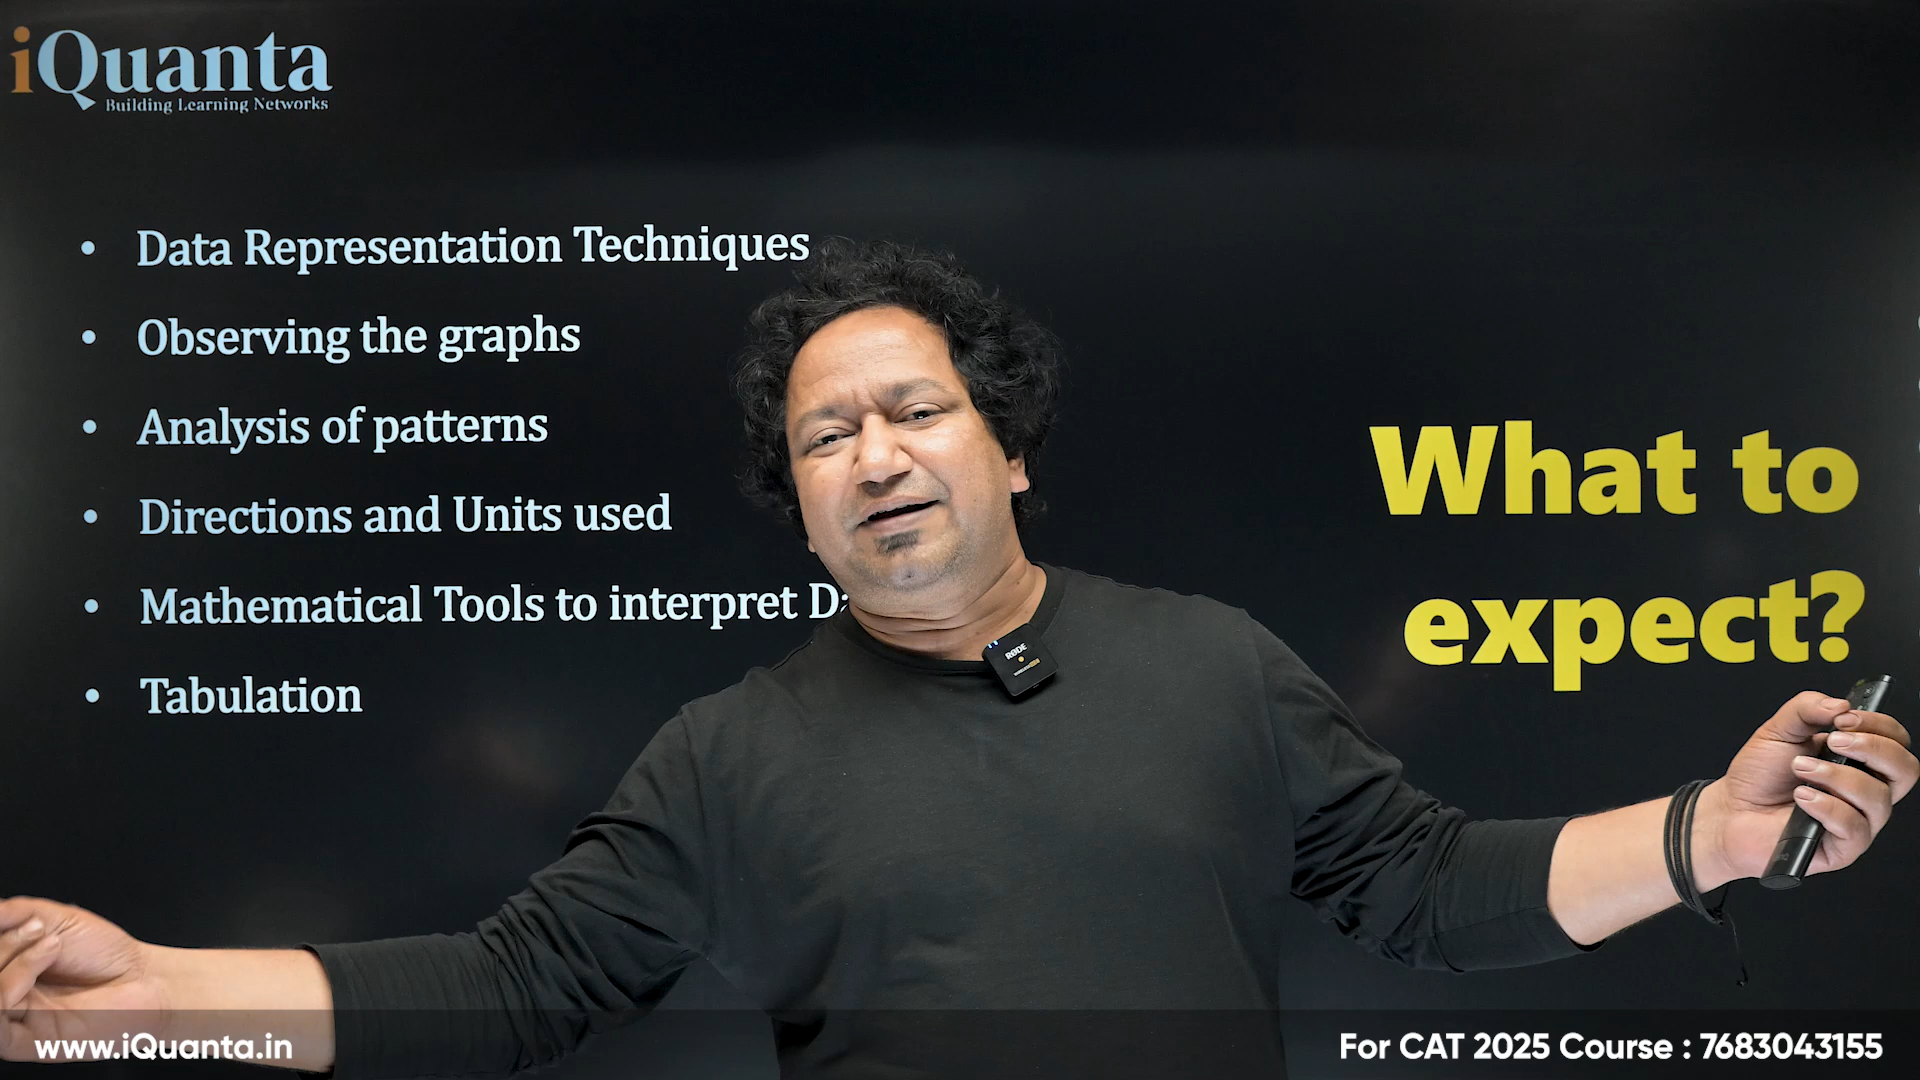 iQuanta
Building Learning Networks
• Data Representation Techniques
• Observing the graphs
• Analysis of patterns
• Directions and Units used
• Mathematical Tools to interpret
• Tabulation
What to
expect?
RØDE
www.iQuanta.in
For CAT 2025 Course : 7683043155